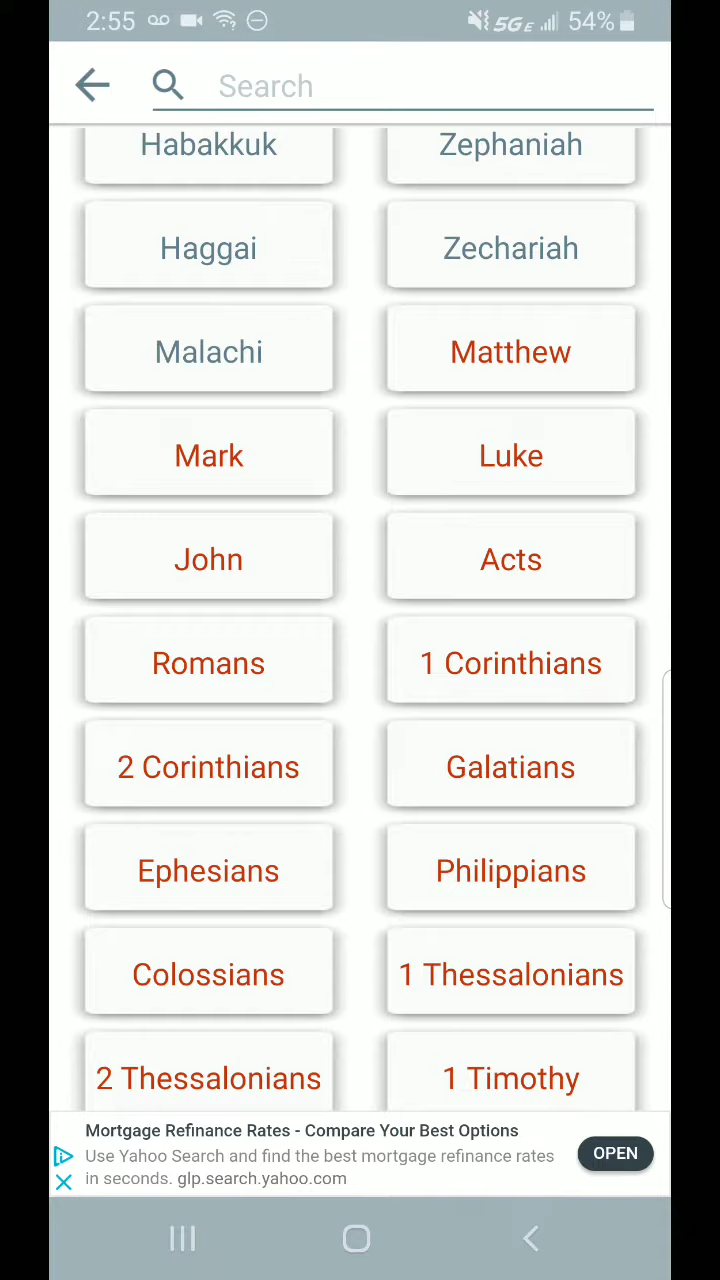 2:55 5GE 54%
Search
Habakkuk Zephaniah
Haggai Zechariah
Malachi Matthew
Mark Luke
John Acts
Romans 1 Corinthians
2 Corinthians Galatians
Ephesians Philippians
Colossians 1 Thessalonians
2 Thessalonians 1 Timothy
Mortgage Refinance Rates - Compare Your Best Options
Use Yahoo Search and find the best mortgage refinance rates
in seconds. glp.search.yahoo.com
OPEN